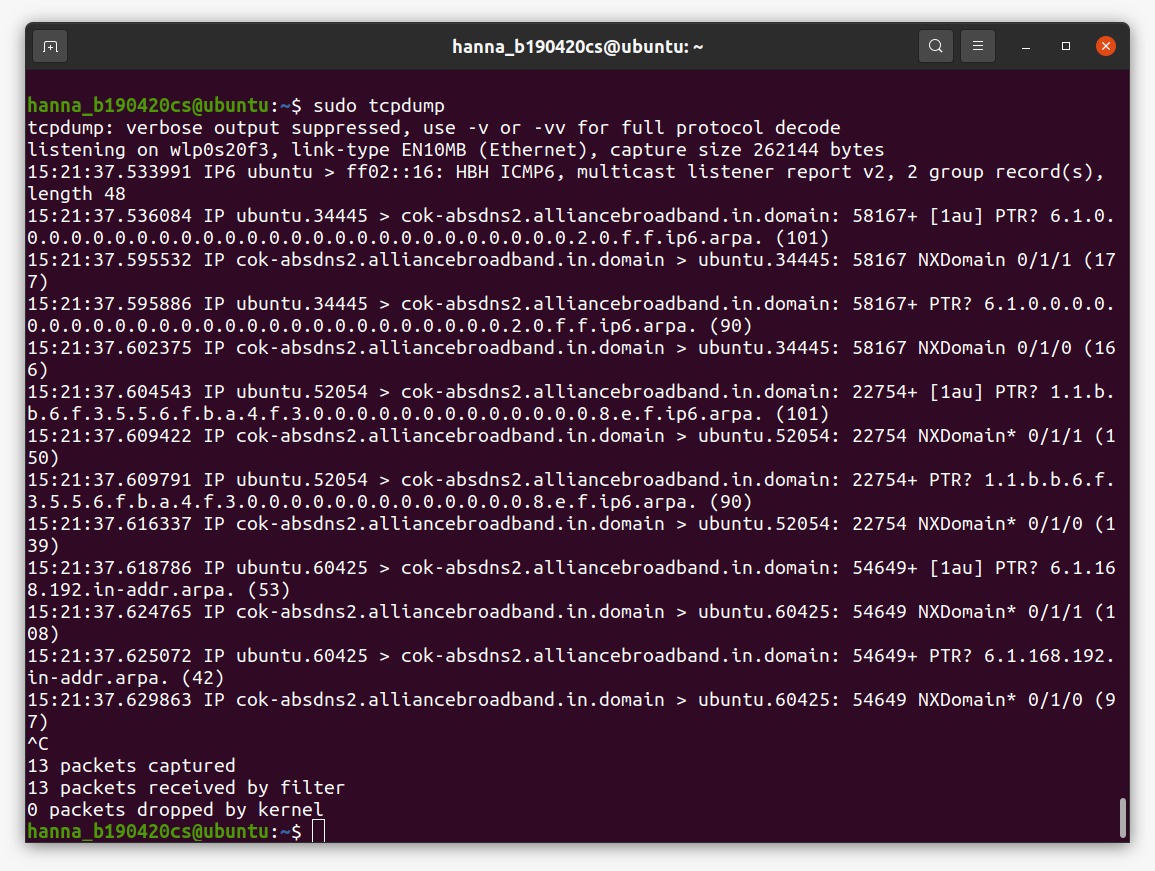 hanna_b190420cs@ubuntu: ~
hanna_b190420cs@ubuntu:~$ sudo tcpdump
tcpdump: verbose output suppressed, use -v or -vv for full protocol decode
listening on wlp0s20f3, link-type EN10MB (Ethernet), capture size 262144 bytes
15:21:37.533991 IP6 ubuntu > ff02::16: HBH ICMP6, multicast listener report v2, 2 group record(s),
length 48
15:21:37.536084 IP ubuntu.34445 > cok-absdns2.alliancebroadband.in.domain: 58167+ [1au] PTR? 6.1.0.
0.0.0.0.0.0.0.0.0.0.0.0.0.0.0.0.0.0.0.0.0.0.2.0.f.f.ip6.arpa. (101)
15:21:37.595532 IP cok-absdns2.alliancebroadband.in.domain > ubuntu.34445: 58167 NXDomain 0/1/1 (17
7)
15:21:37.595886 IP ubuntu.34445 > cok-absdns2.alliancebroadband.in.domain: 58167+ PTR? 6.1.0.0.0.0.
0.0.0.0.0.0.0.0.0.0.0.0.0.0.0.0.0.0.0.0.0.0.2.0.f.f.ip6.arpa. (90)
15:21:37.602375 IP cok-absdns2.alliancebroadband.in.domain > ubuntu.34445: 58167 NXDomain 0/1/0 (16
6)
15:21:37.604543 IP ubuntu.52054 > cok-absdns2.alliancebroadband.in.domain: 22754+ [1au] PTR? 1.1.b.
b.6.f.3.5.5.6.f.b.a.4.f.3.0.0.0.0.0.0.0.0.0.0.0.0.0.8.e.f.ip6.arpa. (101)
15:21:37.609422 IP cok-absdns2.alliancebroadband.in.domain > ubuntu.52054: 22754 NXDomain* 0/1/1 (1
50)
15:21:37.609791 IP ubuntu.52054 > cok-absdns2.alliancebroadband.in.domain: 22754+ PTR? 1.1.b.b.6.f.
3.5.5.6.f.b.a.4.f.3.0.0.0.0.0.0.0.0.0.0.0.0.0.8.e.f.ip6.arpa. (90)
15:21:37.616337 IP cok-absdns2.alliancebroadband.in.domain > ubuntu.52054: 22754 NXDomain* 0/1/0 (1
39)
15:21:37.618786 IP ubuntu.60425 > cok-absdns2.alliancebroadband.in.domain: 54649+ [1au] PTR? 6.1.16
8.192.in-addr.arpa. (53)
15:21:37.624765 IP cok-absdns2.alliancebroadband.in.domain > ubuntu.60425: 54649 NXDomain* 0/1/1 (1
08)
15:21:37.625072 IP ubuntu.60425 > cok-absdns2.alliancebroadband.in.domain: 54649+ PTR? 6.1.168.192.
in-addr.arpa. (42)
15:21:37.629863 IP cok-absdns2.alliancebroadband.in.domain > ubuntu.60425: 54649 NXDomain* 0/1/0 (9
7)
^C
13 packets captured
13 packets received by filter
0 packets dropped by kernel
hanna_b190420cs@ubuntu:~$